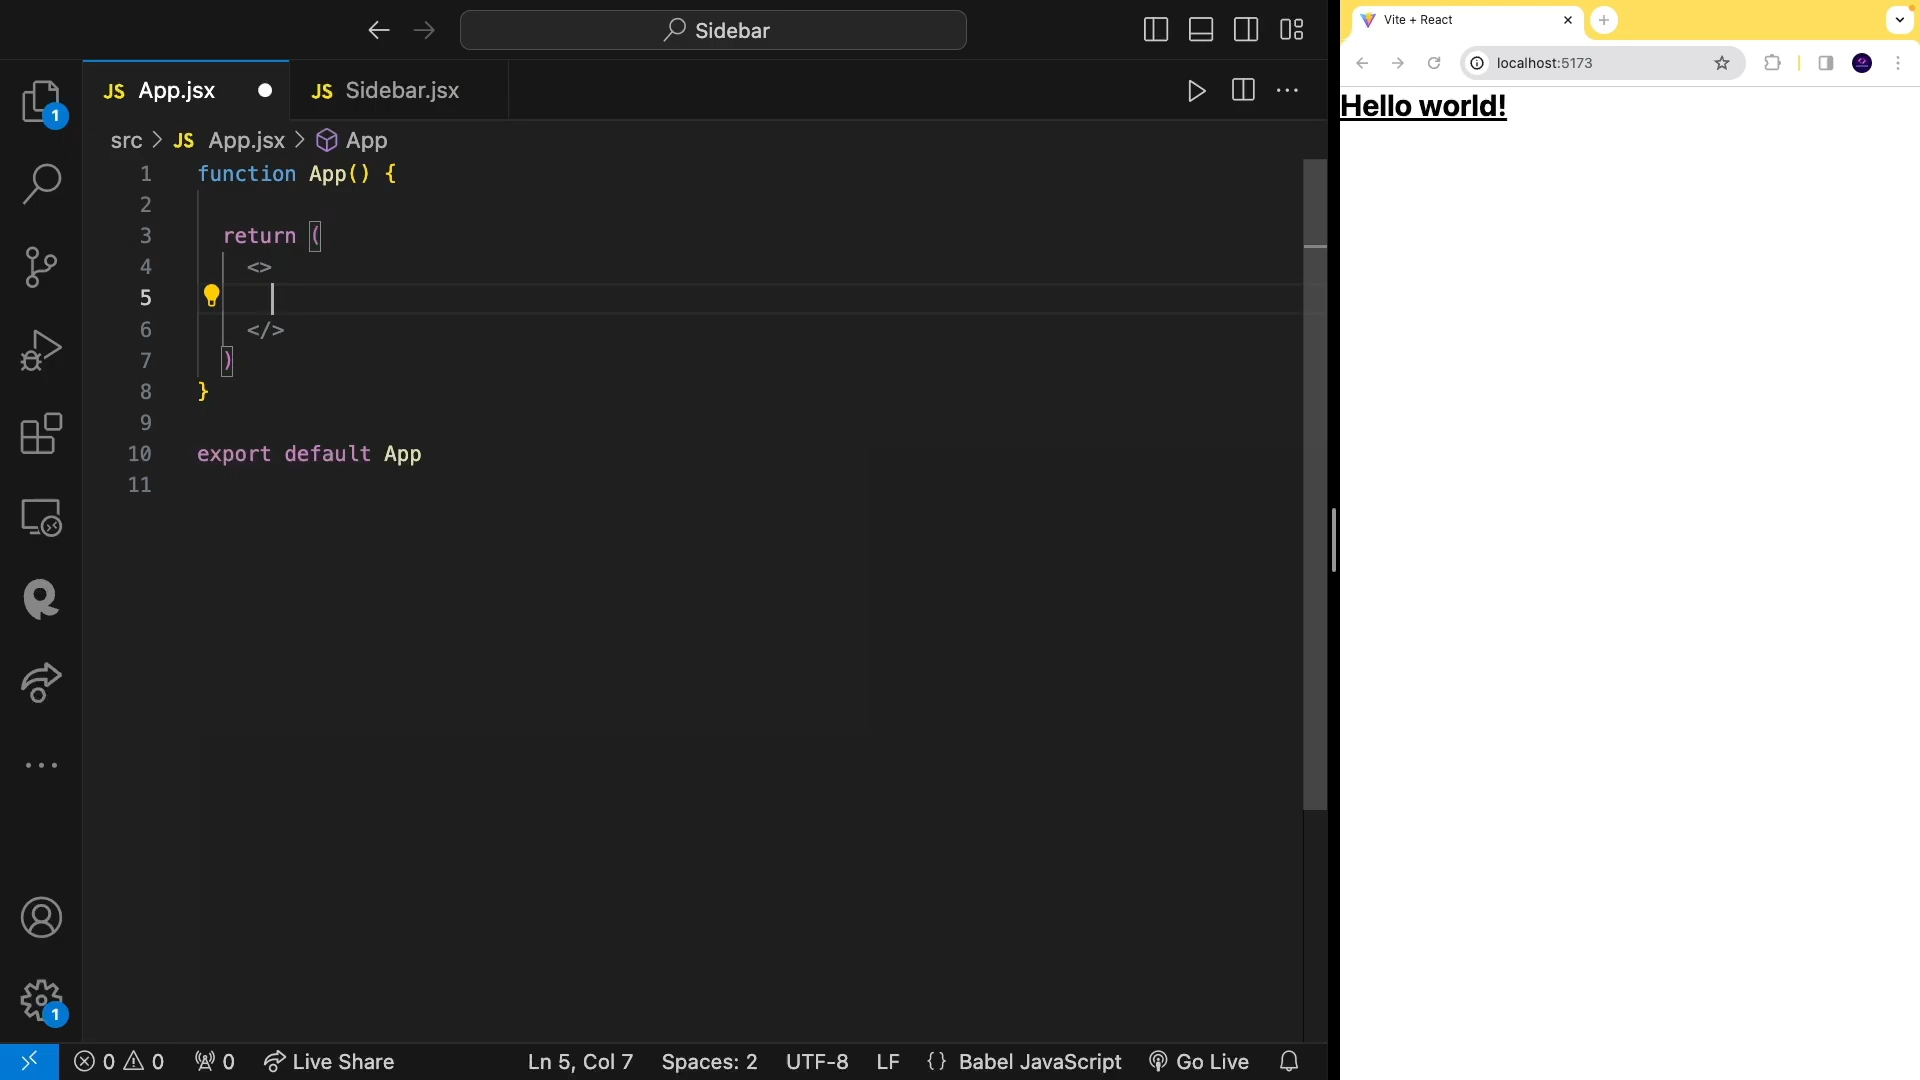 Sidebar
JS App.jsx
JS Sidebar.jsx
src > JS App.jsx > App
1 function App() {
2
3 return (
4 <>
5
6 </>
7 )
8 }
9
10 export default App
11
1
1
0 0
0
Live Share
Ln 5, Col 7
Spaces: 2
UTF-8
LF
{} Babel JavaScript
Go Live
Vite + React
localhost:5173
Hello world!